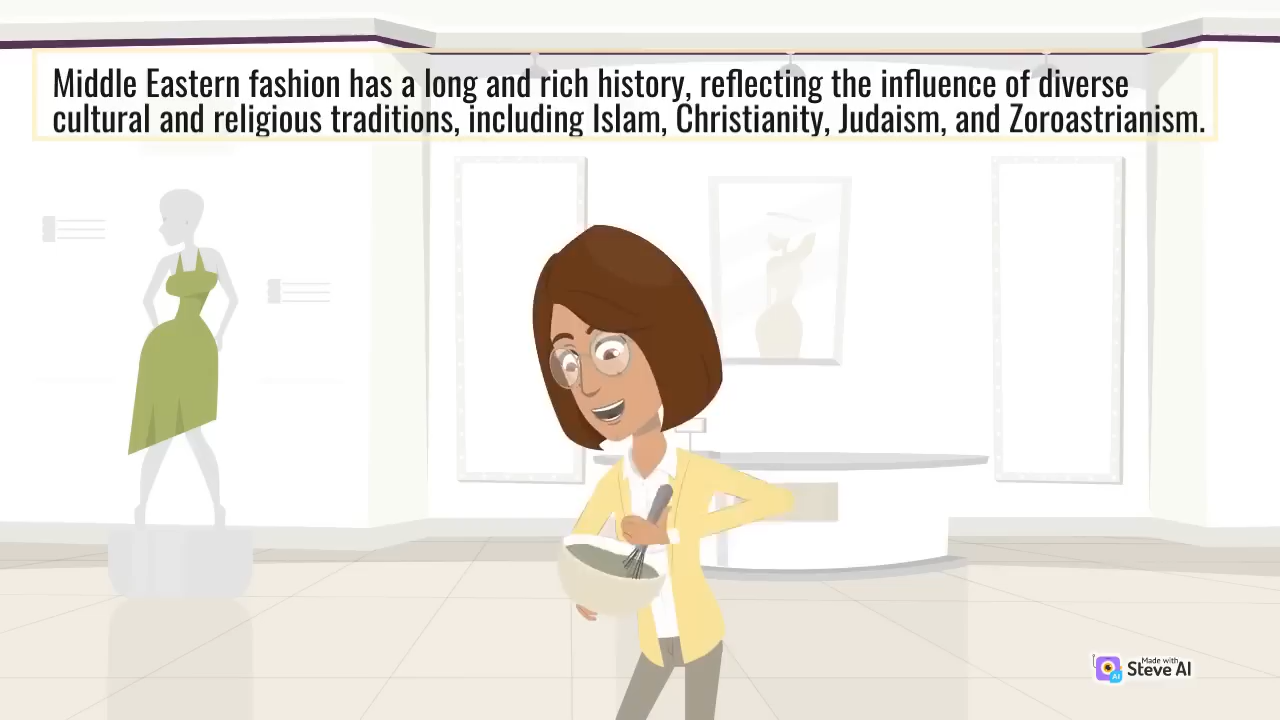 Middle Eastern fashion has a long and rich history, reflecting the influence of diverse
cultural and religious traditions, including Islam, Christianity, Judaism, and Zoroastrianism.
Made with
Steve AI
AI